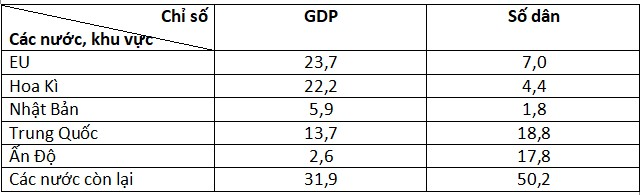 Chỉ số GDP Số dân
Các nước, khu vực
EU 23,7 7,0
Hoa Kì 22,2 4,4
Nhật Bản 5,9 1,8
Trung Quốc 13,7 18,8
Ấn Độ 2,6 17,8
Các nước còn lại 31,9 50,2